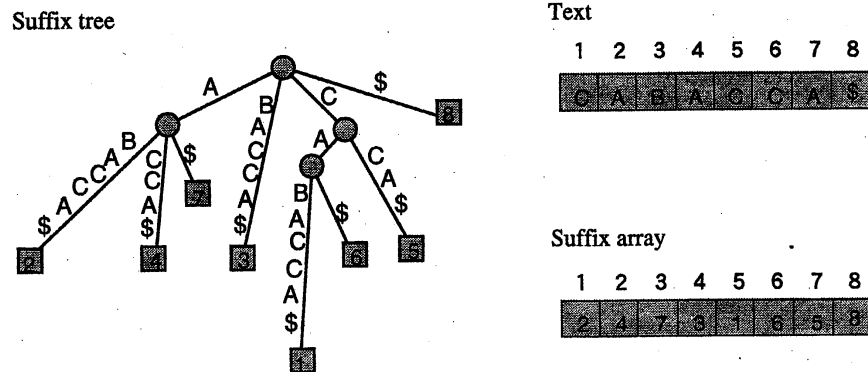 Suffix tree
A
B A C C A $
C
$
8
B A C C A $
C C A $
$
7
A
C A $
B A C C A $
$
2
4
3
6
5
1
Text
1 2 3 4 5 6 7 8
C A B A C C A $
Suffix array
1 2 3 4 5 6 7 8
2 4 7 3 1 6 5 8